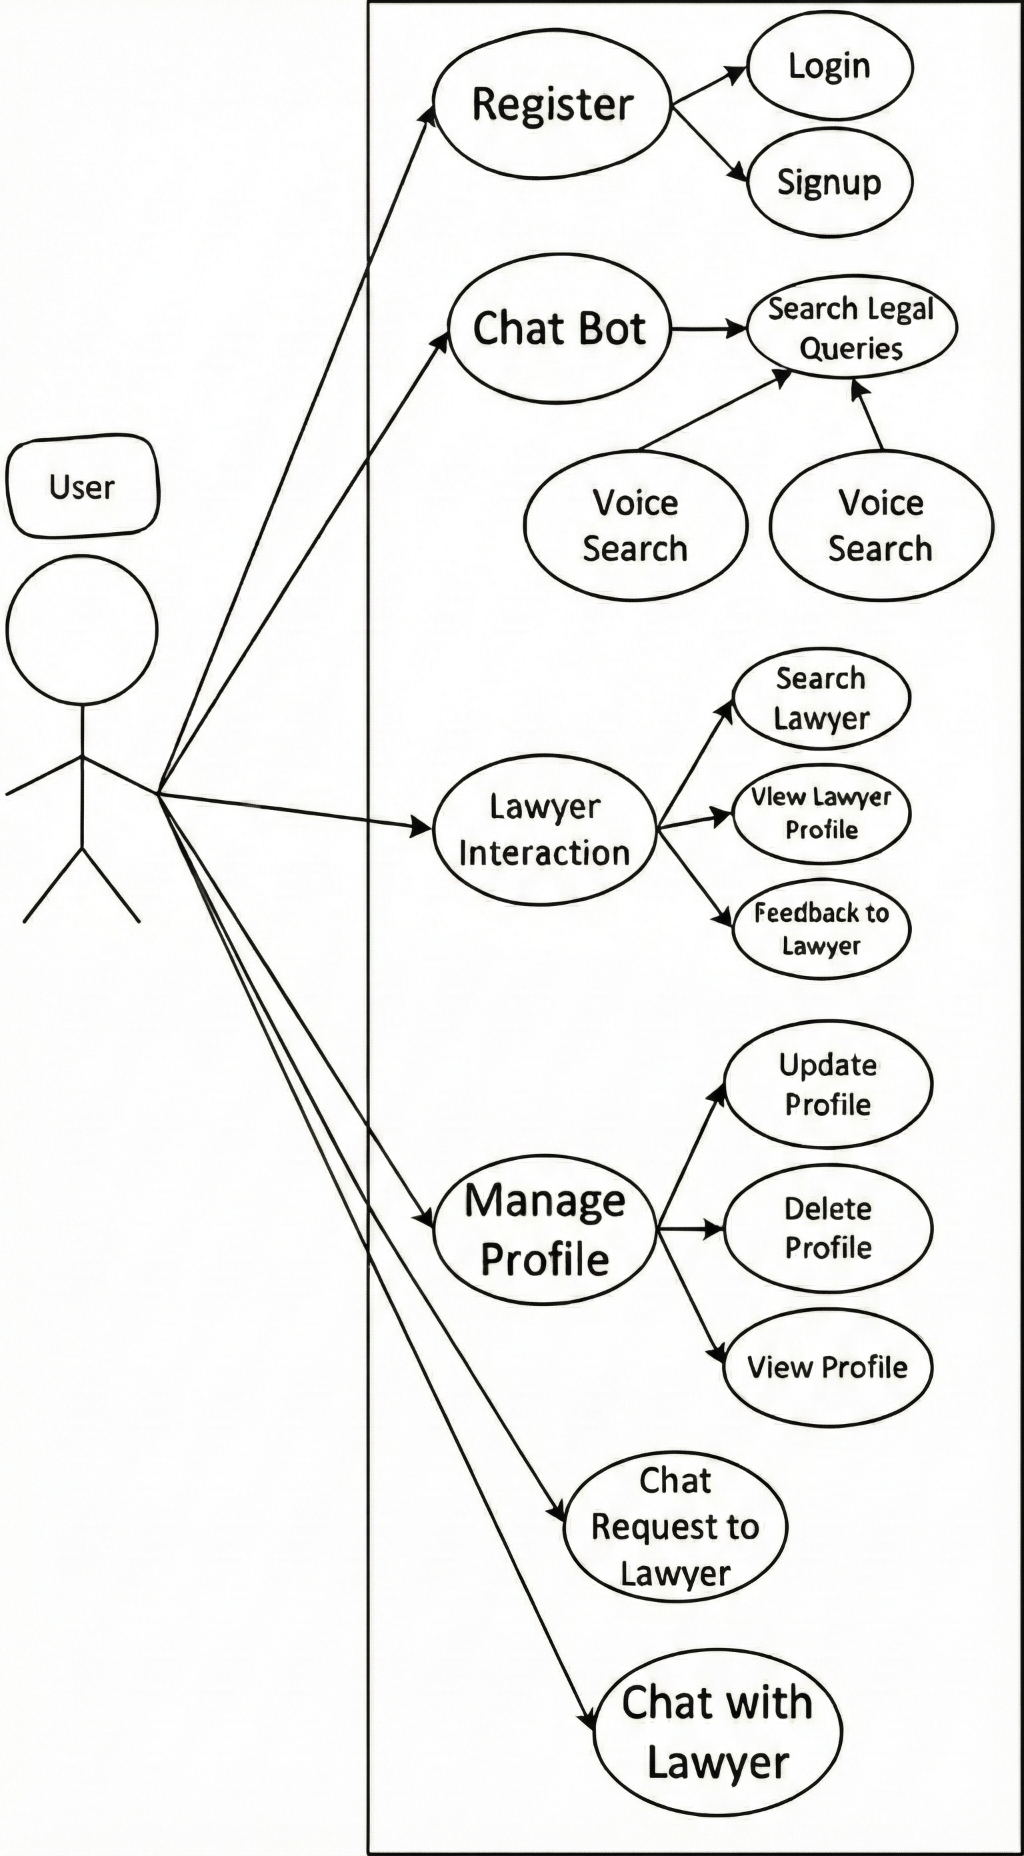 Register
Login
Signup
Chat Bot
Search Legal
Queries
User
Voice
Search
Voice
Search
Search
Lawyer
Lawyer
Interaction
View Lawyer
Profile
Feedback to
Lawyer
Update
Profile
Manage
Profile
Delete
Profile
View Profile
Chat
Request to
Lawyer
Chat with
Lawyer